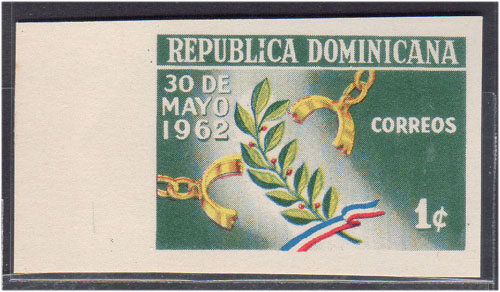 REPUBLICA DOMINICANA
30 DE
MAYO
1962
CORREOS
1¢